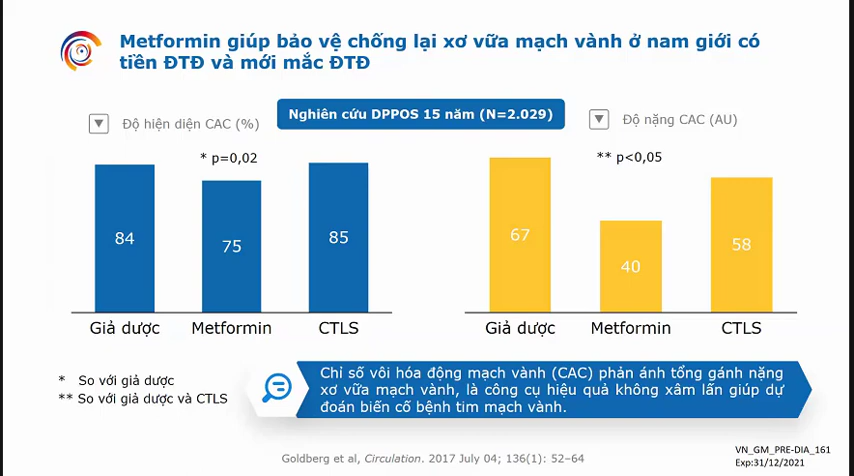 Metformin giúp bảo vệ chống lại xơ vữa mạch vành ở nam giới có
tiền ĐTĐ và mới mắc ĐTĐ
Nghiên cứu DPPOS 15 năm (N=2.029)
Độ hiện diện CAC (%)
* p=0,02
84
75
85
Giả dược
Metformin
CTLS
Độ nặng CAC (AU)
** p<0,05
67
40
58
Giả dược
Metformin
CTLS
* So với giả dược
** So với giả dược và CTLS
Chỉ số vôi hóa động mạch vành (CAC) phản ánh tổng gánh nặng
xơ vữa mạch vành, là công cụ hiệu quả không xâm lấn giúp dự
đoán biến cố bệnh tim mạch vành.
Goldberg et al, Circulation. 2017 July 04; 136(1): 52–64
VN_GM_PRE-DIA_161
Exp:31/12/2021